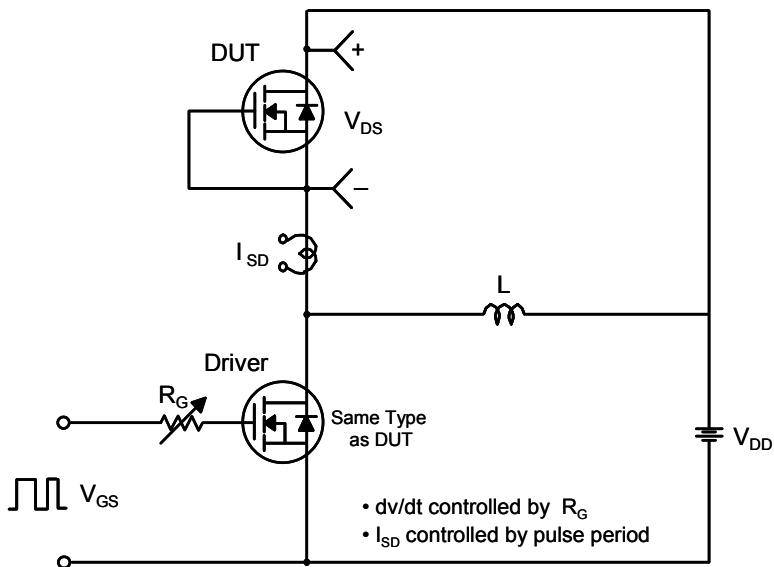 DUT
+
V_DS
–
I_SD
L
Driver
R_G
Same Type
as DUT
V_DD
V_GS
• dv/dt controlled by R_G
• I_SD controlled by pulse period